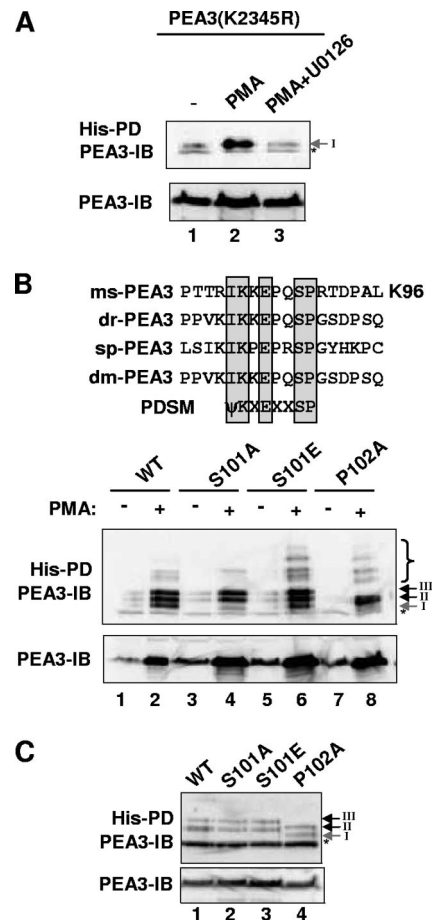 A
PEA3(K2345R)
- PMA PMA+U0126
His-PD
PEA3-IB
I
*
PEA3-IB
1 2 3
B
ms-PEA3 PTTRIKKEPQSPRTDPAL K96
dr-PEA3 PPVKIKKEPQSPGSDPSQ
sp-PEA3 LSIKIKPEPRSPGYHKPC
dm-PEA3 PPVKIKKEPQSPGSDPSQ
PDSM ψKXEXXSP
WT S101A S101E P102A
PMA: - + - + - + - +
His-PD
PEA3-IB
III
II
I
*
PEA3-IB
1 2 3 4 5 6 7 8
C
WT S101A S101E P102A
His-PD
PEA3-IB
III
II
I
*
PEA3-IB
1 2 3 4